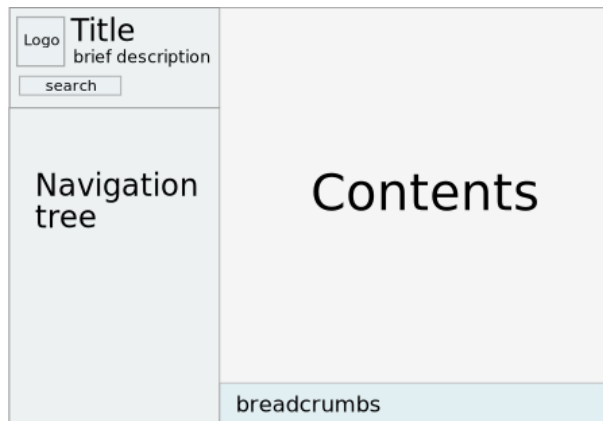 Logo
Title
brief description
search
Navigation
tree
Contents
breadcrumbs